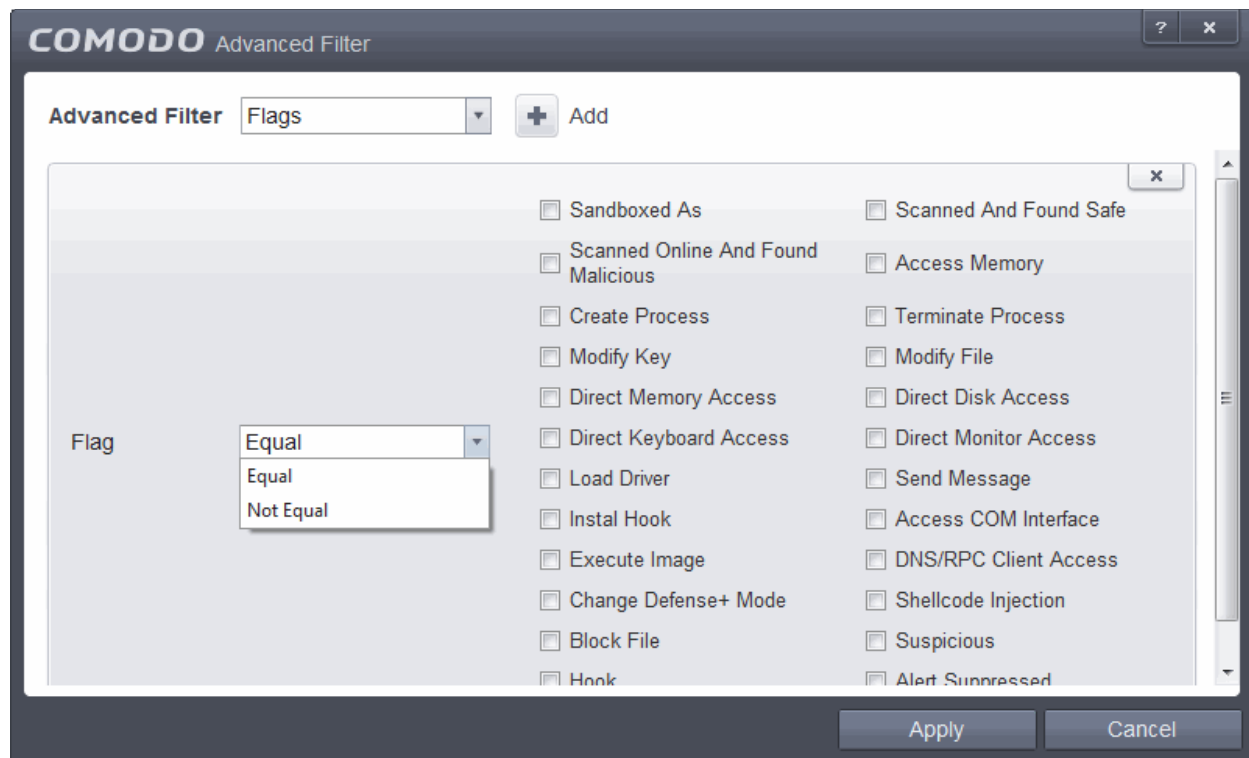 COMODO Advanced Filter
? x
Advanced Filter Flags + Add
x
Sandboxed As Scanned And Found Safe
Scanned Online And Found
Malicious
Access Memory
Create Process Terminate Process
Modify Key Modify File
Direct Memory Access Direct Disk Access
Flag Equal Direct Keyboard Access Direct Monitor Access
Equal Load Driver Send Message
Not Equal Instal Hook Access COM Interface
Execute Image DNS/RPC Client Access
Change Defense+ Mode Shellcode Injection
Block File Suspicious
Hook Alert Suppressed
Apply Cancel